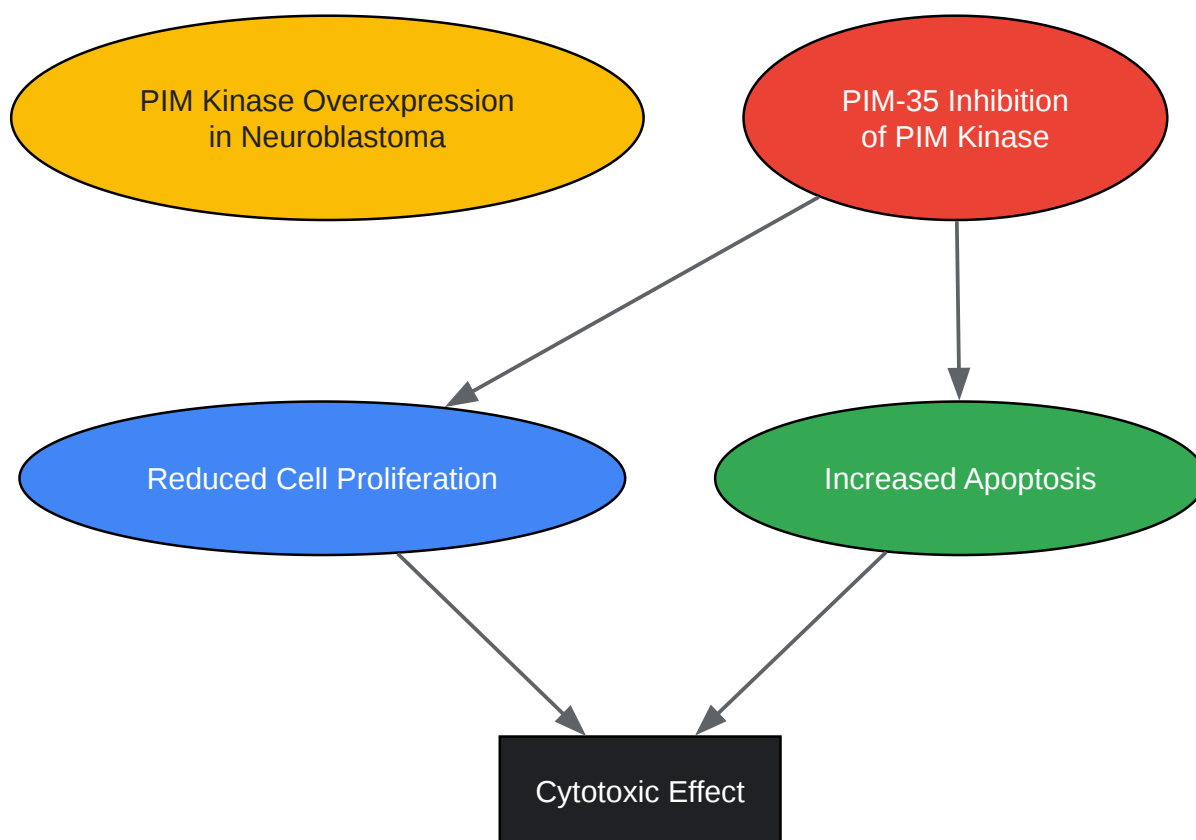 PIM Kinase Overexpression
in Neuroblastoma
PIM-35 Inhibition
of PIM Kinase
Reduced Cell Proliferation
Increased Apoptosis
Cytotoxic Effect